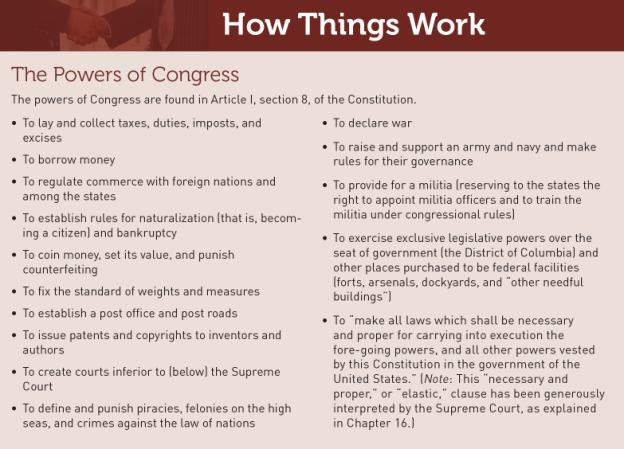 How Things Work
The Powers of Congress
The powers of Congress are found in Article I, section 8, of the Constitution.
• To lay and collect taxes, duties, imposts, and
excises
• To borrow money
• To regulate commerce with foreign nations and
among the states
• To establish rules for naturalization (that is, becom-
ing a citizen) and bankruptcy
• To coin money, set its value, and punish
counterfeiting
• To fix the standard of weights and measures
• To establish a post office and post roads
• To issue patents and copyrights to inventors and
authors
• To create courts inferior to (below) the Supreme
Court
• To define and punish piracies, felonies on the high
seas, and crimes against the law of nations
• To declare war
• To raise and support an army and navy and make
rules for their governance
• To provide for a militia (reserving to the states the
right to appoint militia officers and to train the
militia under congressional rules)
• To exercise exclusive legislative powers over the
seat of government (the District of Columbia) and
other places purchased to be federal facilities
(forts, arsenals, dockyards, and "other needful
buildings")
• To "make all laws which shall be necessary
and proper for carrying into execution the
fore-going powers, and all other powers vested
by this Constitution in the government of the
United States." (Note: This "necessary and
proper," or "elastic," clause has been generously
interpreted by the Supreme Court, as explained
in Chapter 16.)